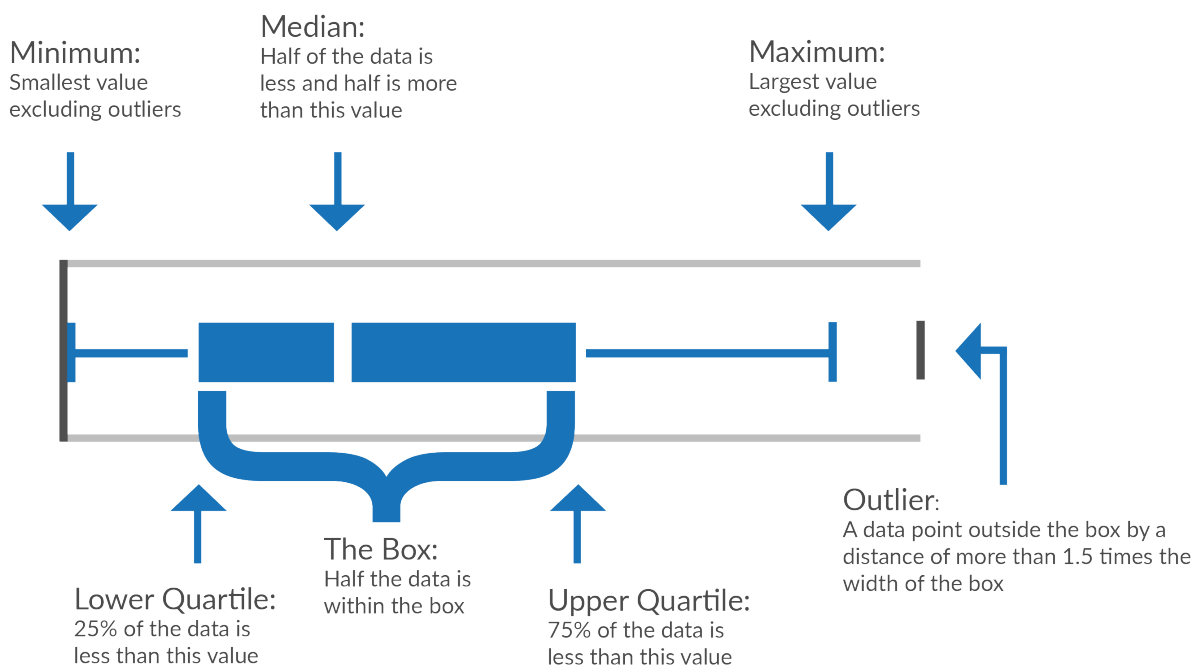 Minimum:
Smallest value
excluding outliers
Median:
Half of the data is
less and half is more
than this value
Maximum:
Largest value
excluding outliers
Lower Quartile:
25% of the data is
less than this value
The Box:
Half the data is
within the box
Upper Quartile:
75% of the data is
less than this value
Outlier:
A data point outside the box by a
distance of more than 1.5 times the
width of the box